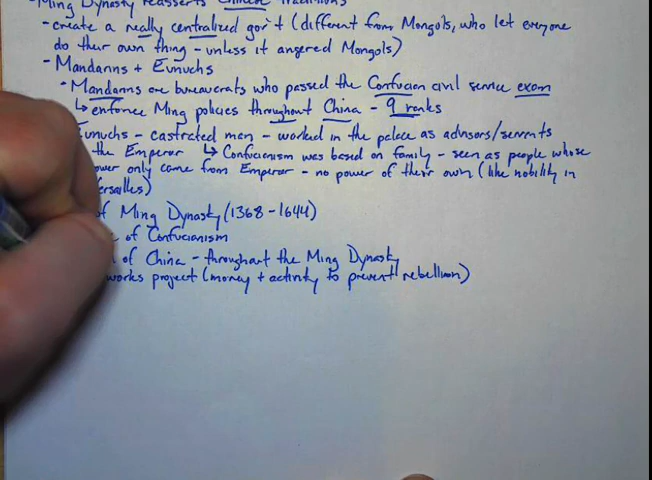 -Ming Dynasty reasserts Chinese traditions
-create a really centralized gov't (different from Mongols, who let everyone
do their own thing - unless it angered Mongols)
-Mandarins + Eunuchs
-Mandarins are bureaucrats who passed the Confucian civil service exam
↳ enforce Ming policies throughout China - 9 ranks
Eunuchs - castrated men - worked in the palace as advisors/servents
the Emperor ↳ Confucianism was based on family - seen as people whose
ower only came from Emperor - no power of their own (like nobility in
ersailles)
of Ming Dynasty (1368-1644)
of Confucianism
of China - throughout the Ming Dynasty
works project (money + activity to prevent rebellion)